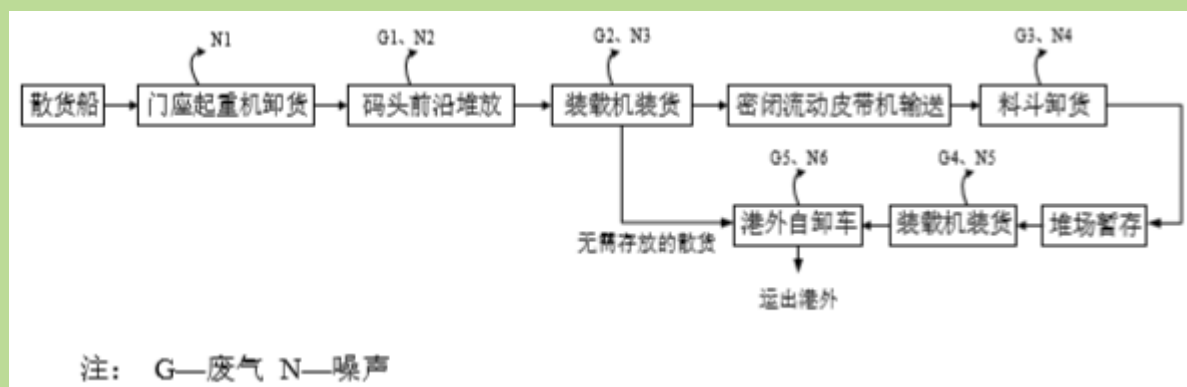 N1
G1、N2
G2、N3
G3、N4
散货船
门座起重机卸货
码头前沿堆放
装载机装货
密闭流动皮带机输送
料斗卸货
G5、N6
G4、N5
港外自卸车
装载机装货
堆场暂存
无需存放的散货
运出港外
注： G—废气 N—噪声